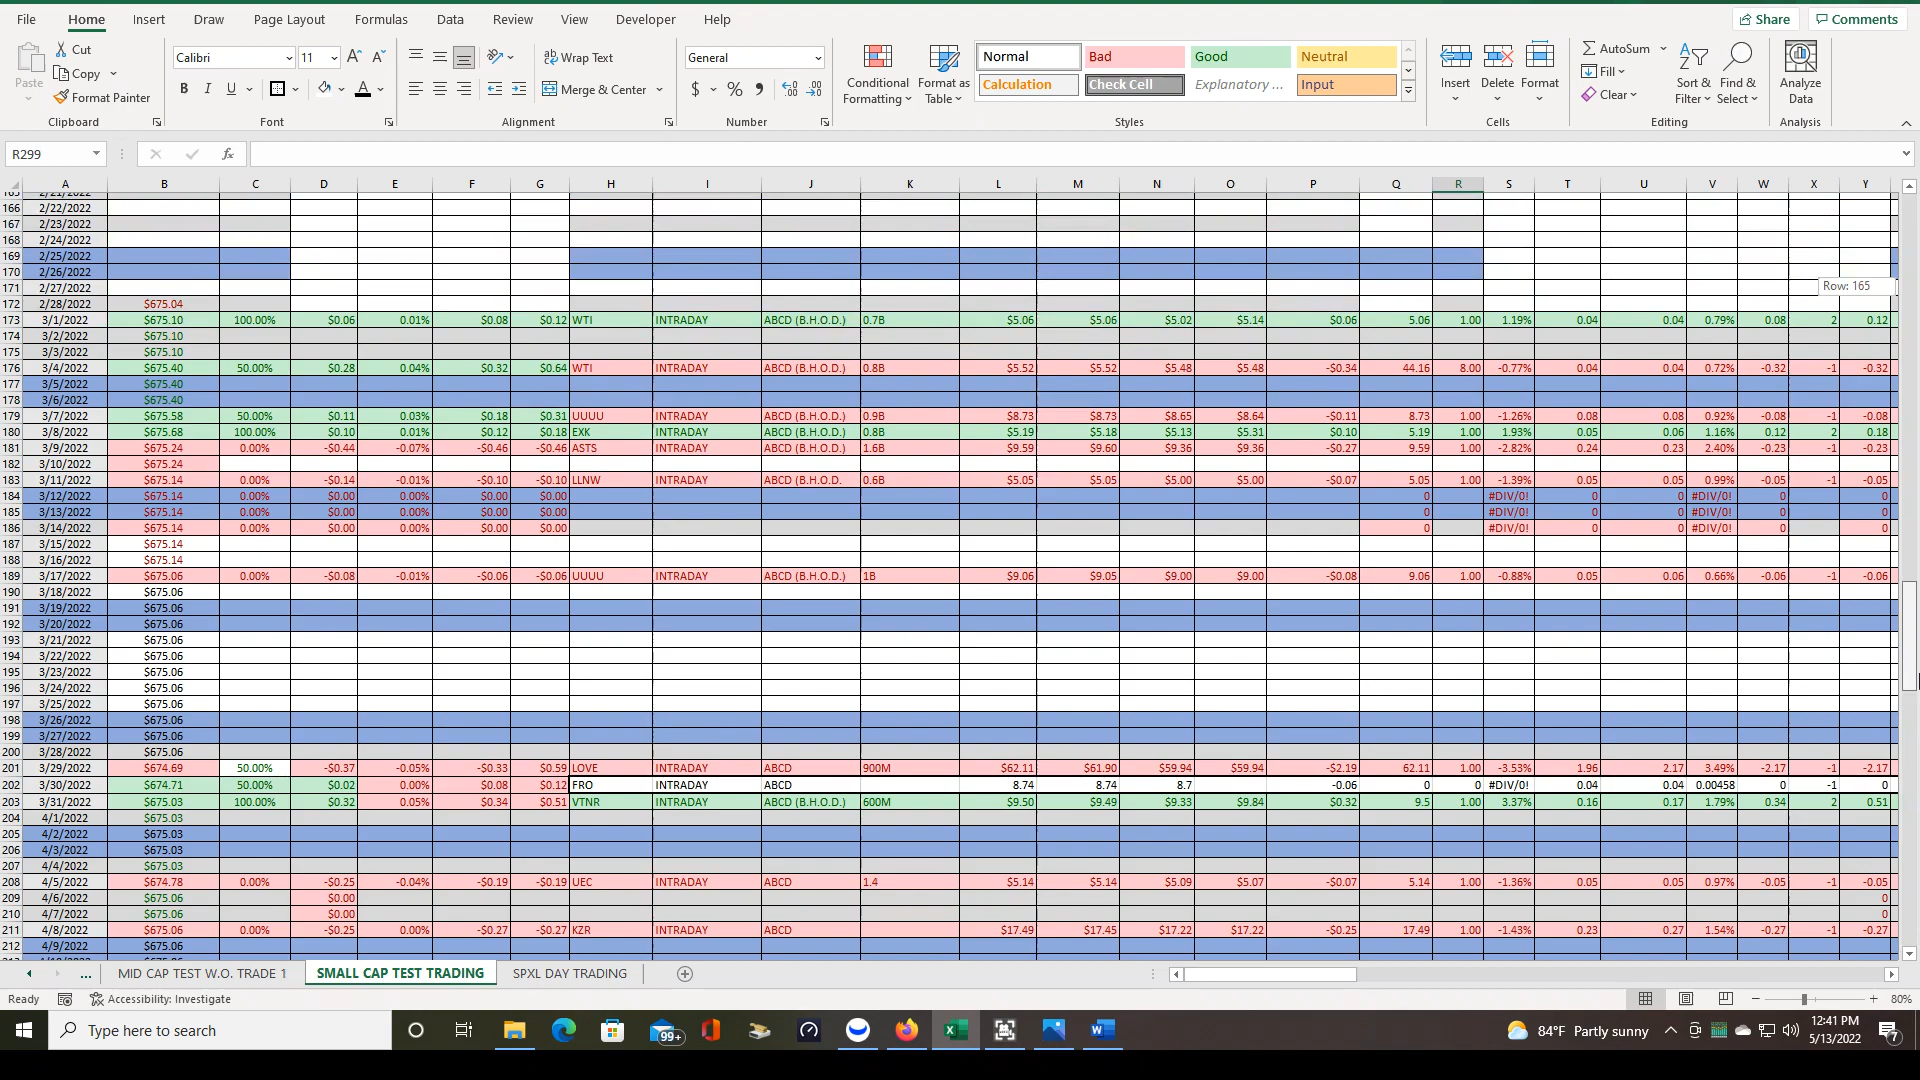 File Home Insert Draw Page Layout Formulas Data Review View Developer Help Share Comments
Paste Cut Copy Format Painter Clipboard
Calibri 11 B I U A Font
Wrap Text Merge & Center Alignment
General $ % Number
Conditional Formatting Format as Table
Normal Bad Good Neutral
Calculation Check Cell Explanatory ... Input
Styles
Insert Delete Format Cells
AutoSum Fill Clear Sort & Filter Find & Select Editing
Analyze Data Analysis
R299 fx
A B C D E F G H I J K L M N O P Q R S T U V W X Y
165 2/21/2022
166 2/22/2022
167 2/23/2022
168 2/24/2022
169 2/25/2022
170 2/26/2022
171 2/27/2022 Row: 165
172 2/28/2022 $675.04
173 3/1/2022 $675.10 100.00% $0.06 0.01% $0.08 $0.12 WTI INTRADAY ABCD (B.H.O.D.) 0.7B $5.06 $5.06 $5.02 $5.14 $0.06 5.06 1.00 1.19% 0.04 0.04 0.79% 0.08 2 0.12
174 3/2/2022 $675.10
175 3/3/2022 $675.10
176 3/4/2022 $675.40 50.00% $0.28 0.04% $0.32 $0.64 WTI INTRADAY ABCD (B.H.O.D.) 0.8B $5.52 $5.52 $5.48 $5.48 -$0.34 44.16 8.00 -0.77% 0.04 0.04 0.72% -0.32 -1 -0.32
177 3/5/2022 $675.40
178 3/6/2022 $675.40
179 3/7/2022 $675.58 50.00% $0.11 0.03% $0.18 $0.31 UUUU INTRADAY ABCD (B.H.O.D.) 0.9B $8.73 $8.73 $8.65 $8.64 -$0.11 8.73 1.00 -1.26% 0.08 0.08 0.92% -0.08 -1 -0.08
180 3/8/2022 $675.68 100.00% $0.10 0.01% $0.12 $0.18 EXK INTRADAY ABCD (B.H.O.D.) 0.8B $5.19 $5.18 $5.13 $5.31 $0.10 5.19 1.00 1.93% 0.05 0.06 1.16% 0.12 2 0.18
181 3/9/2022 $675.24 0.00% -$0.44 -0.07% -$0.46 -$0.46 ASTS INTRADAY ABCD (B.H.O.D.) 1.6B $9.59 $9.60 $9.36 $9.36 -$0.27 9.59 1.00 -2.82% 0.24 0.23 2.40% -0.23 -1 -0.23
182 3/10/2022 $675.24
183 3/11/2022 $675.14 0.00% -$0.14 -0.01% -$0.10 -$0.10 LLNW INTRADAY ABCD (B.H.O.D. 0.6B $5.05 $5.05 $5.00 $5.00 -$0.07 5.05 1.00 -1.39% 0.05 0.05 0.99% -0.05 -1 -0.05
184 3/12/2022 $675.14 0.00% $0.00 0.00% $0.00 $0.00 0 #DIV/0! 0 0 #DIV/0! 0 0
185 3/13/2022 $675.14 0.00% $0.00 0.00% $0.00 $0.00 0 #DIV/0! 0 0 #DIV/0! 0 0
186 3/14/2022 $675.14 0.00% $0.00 0.00% $0.00 $0.00 0 #DIV/0! 0 0 #DIV/0! 0 0
187 3/15/2022 $675.14
188 3/16/2022 $675.14
189 3/17/2022 $675.06 0.00% -$0.08 -0.01% -$0.06 -$0.06 UUUU INTRADAY ABCD (B.H.O.D.) 1B $9.06 $9.05 $9.00 $9.00 -$0.08 9.06 1.00 -0.88% 0.05 0.06 0.66% -0.06 -1 -0.06
190 3/18/2022 $675.06
191 3/19/2022 $675.06
192 3/20/2022 $675.06
193 3/21/2022 $675.06
194 3/22/2022 $675.06
195 3/23/2022 $675.06
196 3/24/2022 $675.06
197 3/25/2022 $675.06
198 3/26/2022 $675.06
199 3/27/2022 $675.06
200 3/28/2022 $675.06
201 3/29/2022 $674.69 50.00% -$0.37 -0.05% -$0.33 $0.59 LOVE INTRADAY ABCD 900M $62.11 $61.90 $59.94 $59.94 -$2.19 62.11 1.00 -3.53% 1.96 2.17 3.49% -2.17 -1 -2.17
202 3/30/2022 $674.71 50.00% $0.02 0.00% $0.08 $0.12 FRO INTRADAY ABCD 8.74 8.74 8.7 -0.06 0 0 #DIV/0! 0.04 0.04 0.00458 0 -1 0
203 3/31/2022 $675.03 100.00% $0.32 0.05% $0.34 $0.51 VTNR INTRADAY ABCD (B.H.O.D.) 600M $9.50 $9.49 $9.33 $9.84 $0.32 9.5 1.00 3.37% 0.16 0.17 1.79% 0.34 2 0.51
204 4/1/2022 $675.03
205 4/2/2022 $675.03
206 4/3/2022 $675.03
207 4/4/2022 $675.03
208 4/5/2022 $674.78 0.00% -$0.25 -0.04% -$0.19 -$0.19 UEC INTRADAY ABCD 1.4 $5.14 $5.14 $5.09 $5.07 -$0.07 5.14 1.00 -1.36% 0.05 0.05 0.97% -0.05 -1 -0.05
209 4/6/2022 $675.06 $0.00 0
210 4/7/2022 $675.06 $0.00 0
211 4/8/2022 $675.06 0.00% -$0.25 0.00% -$0.27 -$0.27 KZR INTRADAY ABCD $17.49 $17.45 $17.22 $17.22 -$0.25 17.49 1.00 -1.43% 0.23 0.27 1.54% -0.27 -1 -0.27
212 4/9/2022 $675.06
... MID CAP TEST W.O. TRADE 1 SMALL CAP TEST TRADING SPXL DAY TRADING
Ready Accessibility: Investigate 80%
Type here to search 99+ 84°F Partly sunny 12:41 PM 5/13/2022 7